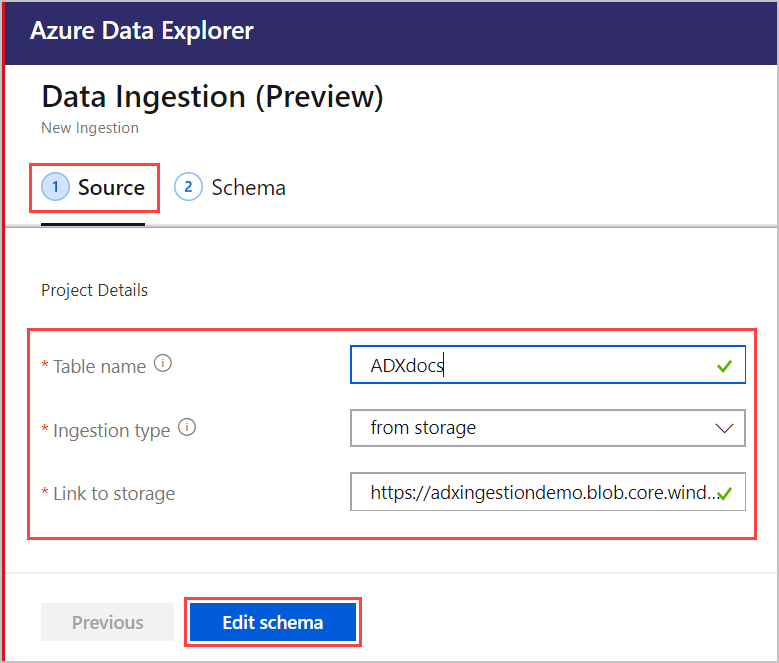 Azure Data Explorer
Data Ingestion (Preview)
New Ingestion
1 Source 2 Schema
Project Details
* Table name ADXdocs
* Ingestion type from storage
* Link to storage https://adxingestiondemo.blob.core.wind...
Previous Edit schema